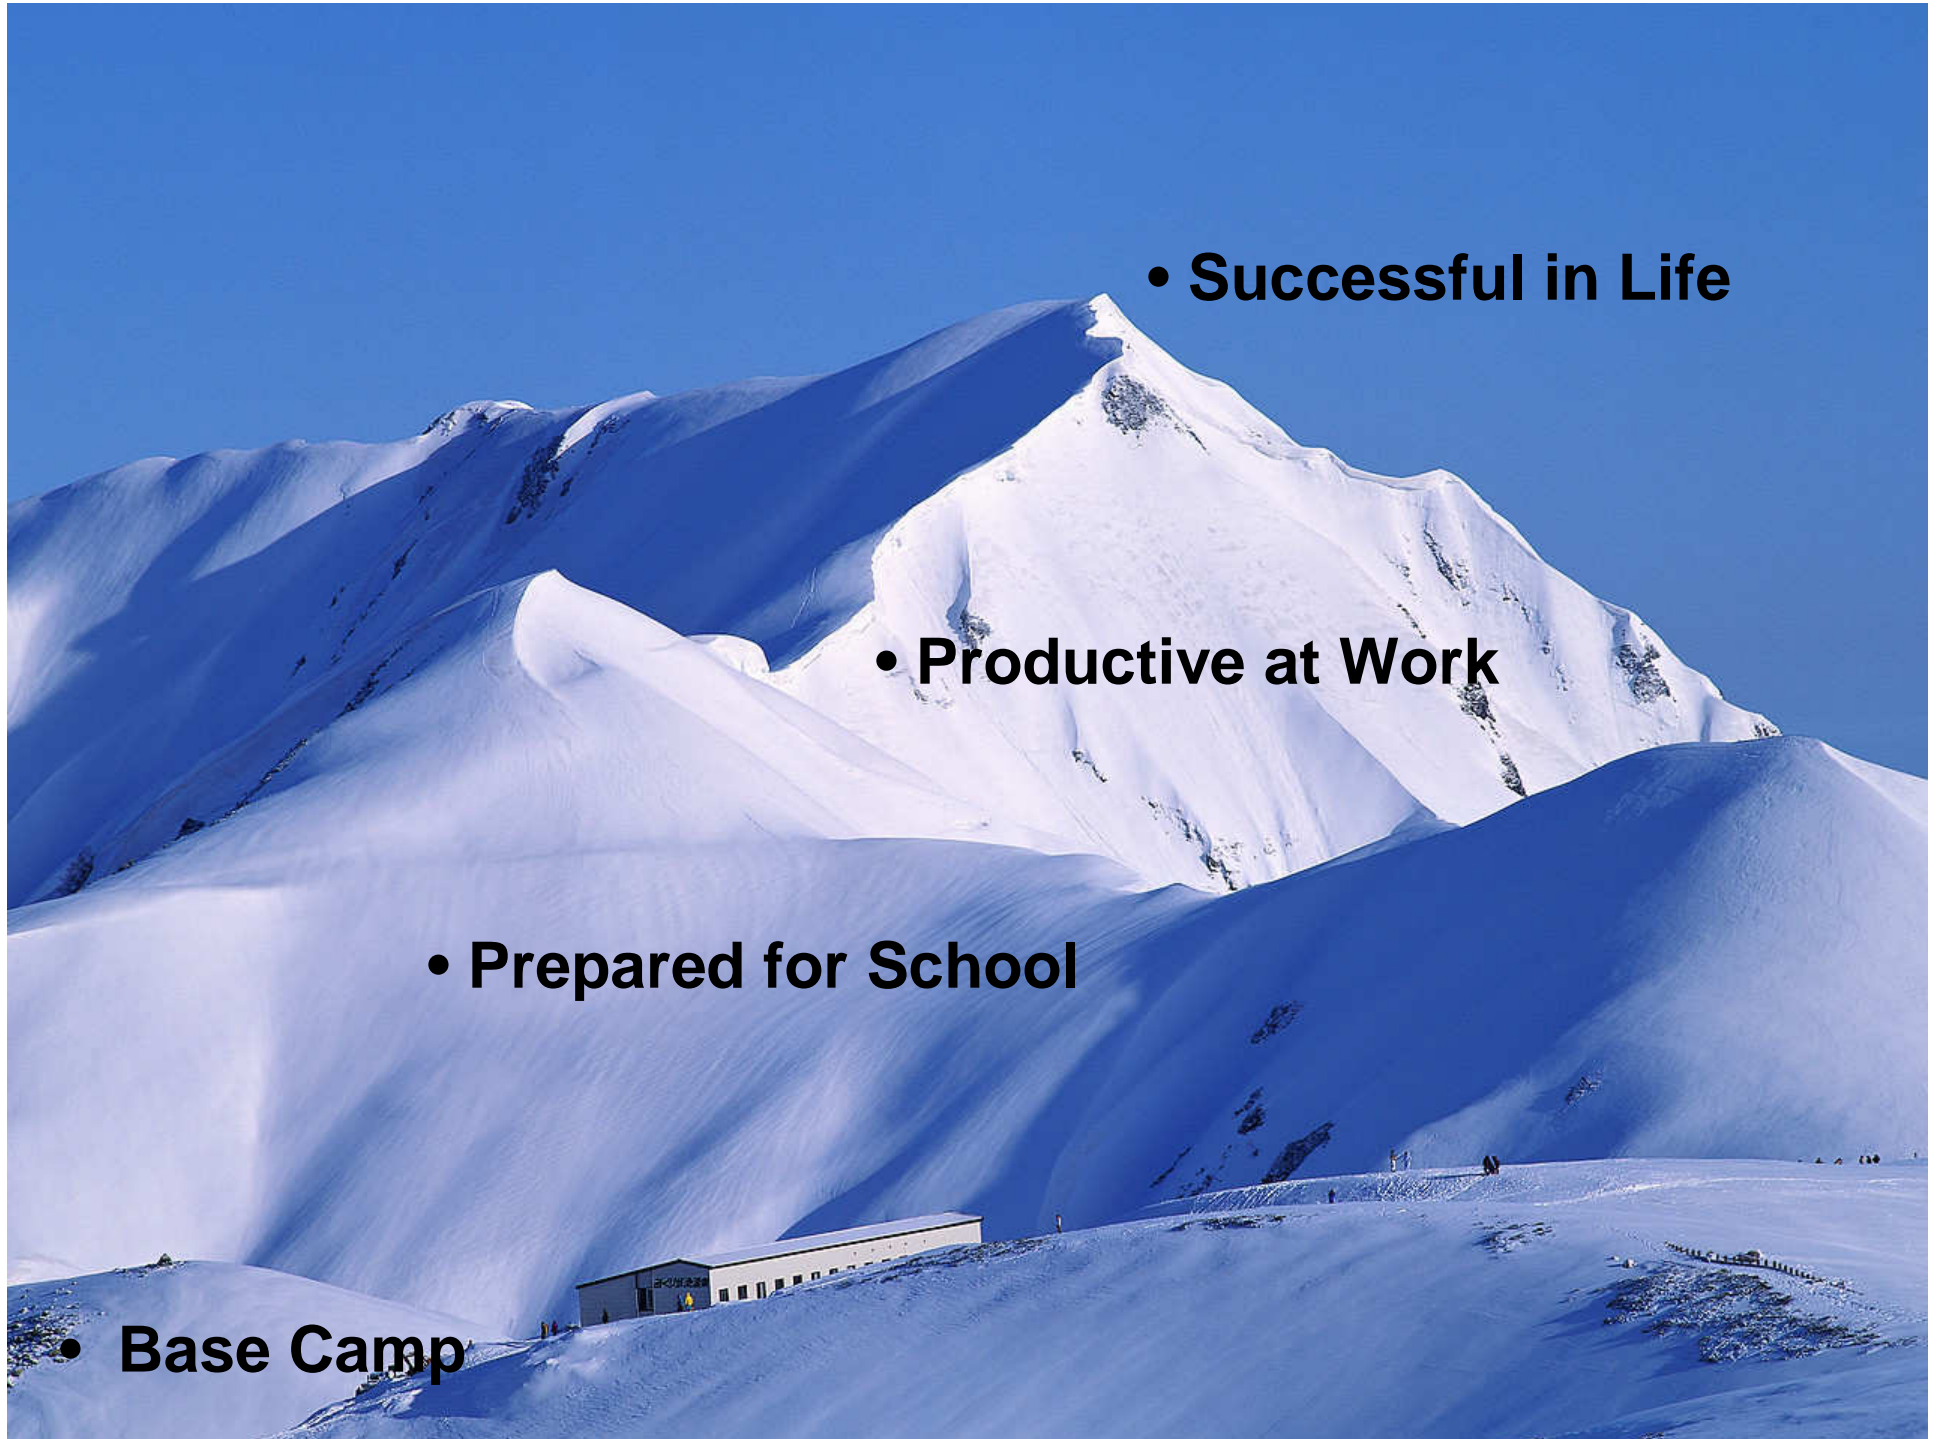 • Successful in Life
• Productive at Work
• Prepared for School
• Base Camp